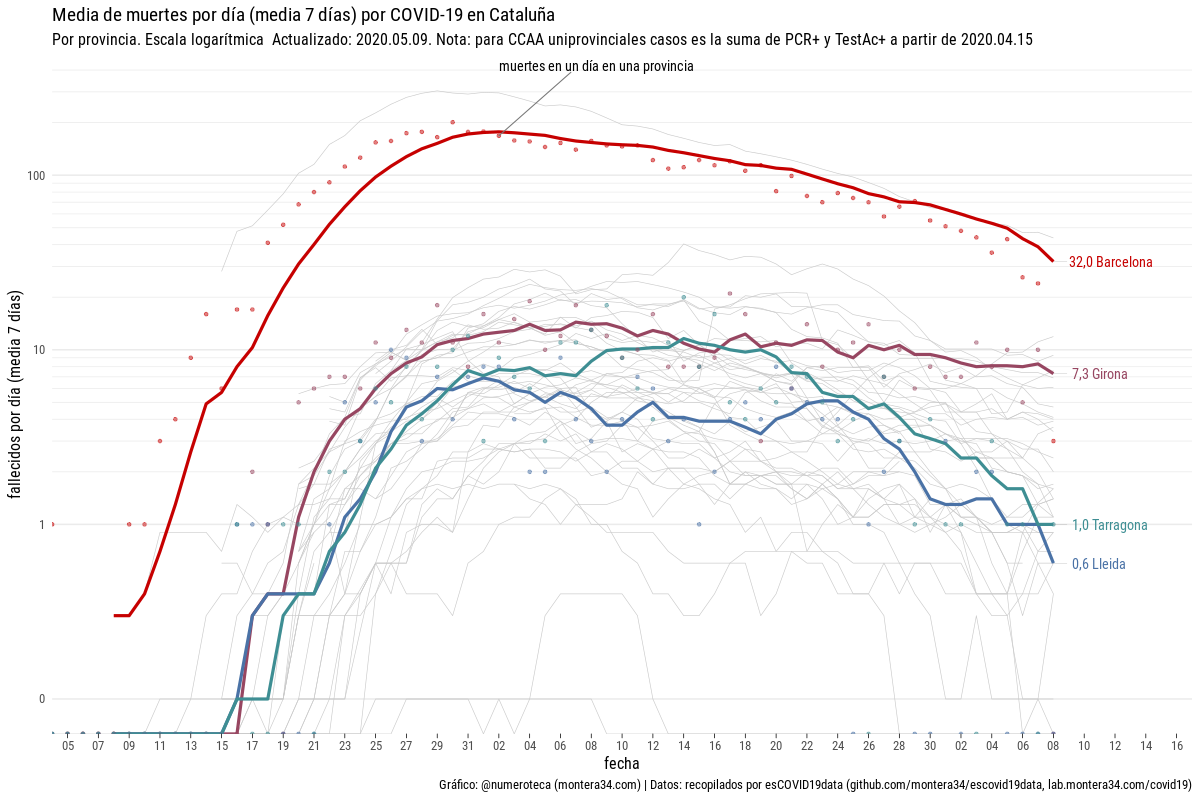 Media de muertes por día (media 7 días) por COVID-19 en Cataluña
Por provincia. Escala logarítmica  Actualizado: 2020.05.09. Nota: para CCAA uniprovinciales casos es la suma de PCR+ y TestAc+ a partir de 2020.04.15
muertes en un día en una provincia
fallecidos por día (media  7 días)
100
10
1
0
32,0 Barcelona
7,3 Girona
1,0 Tarragona
0,6 Lleida
05 07 09 11 13 15 17 19 21 23 25 27 29 31 02 04 06 08 10 12 14 16 18 20 22 24 26 28 30 02 04 06 08 10 12 14 16
fecha
Gráfico: @numeroteca (montera34.com) | Datos: recopilados por esCOVID19data (github.com/montera34/escovid19data, lab.montera34.com/covid19)